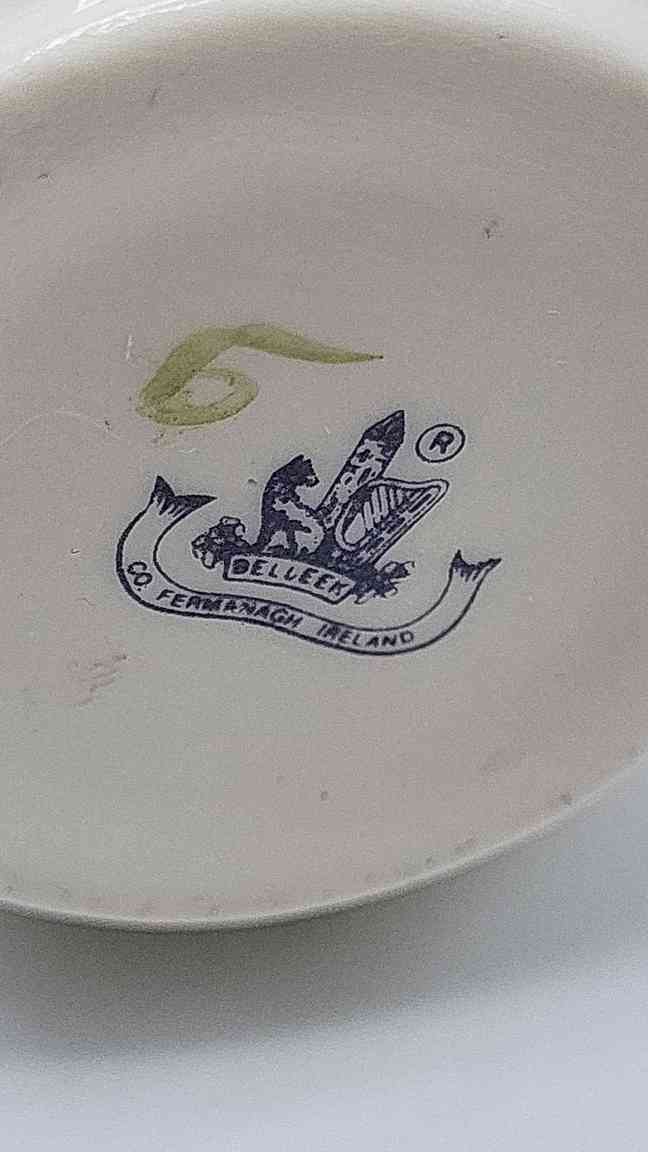 6
®
BELLEEK
CO. FERMANAGH IRELAND